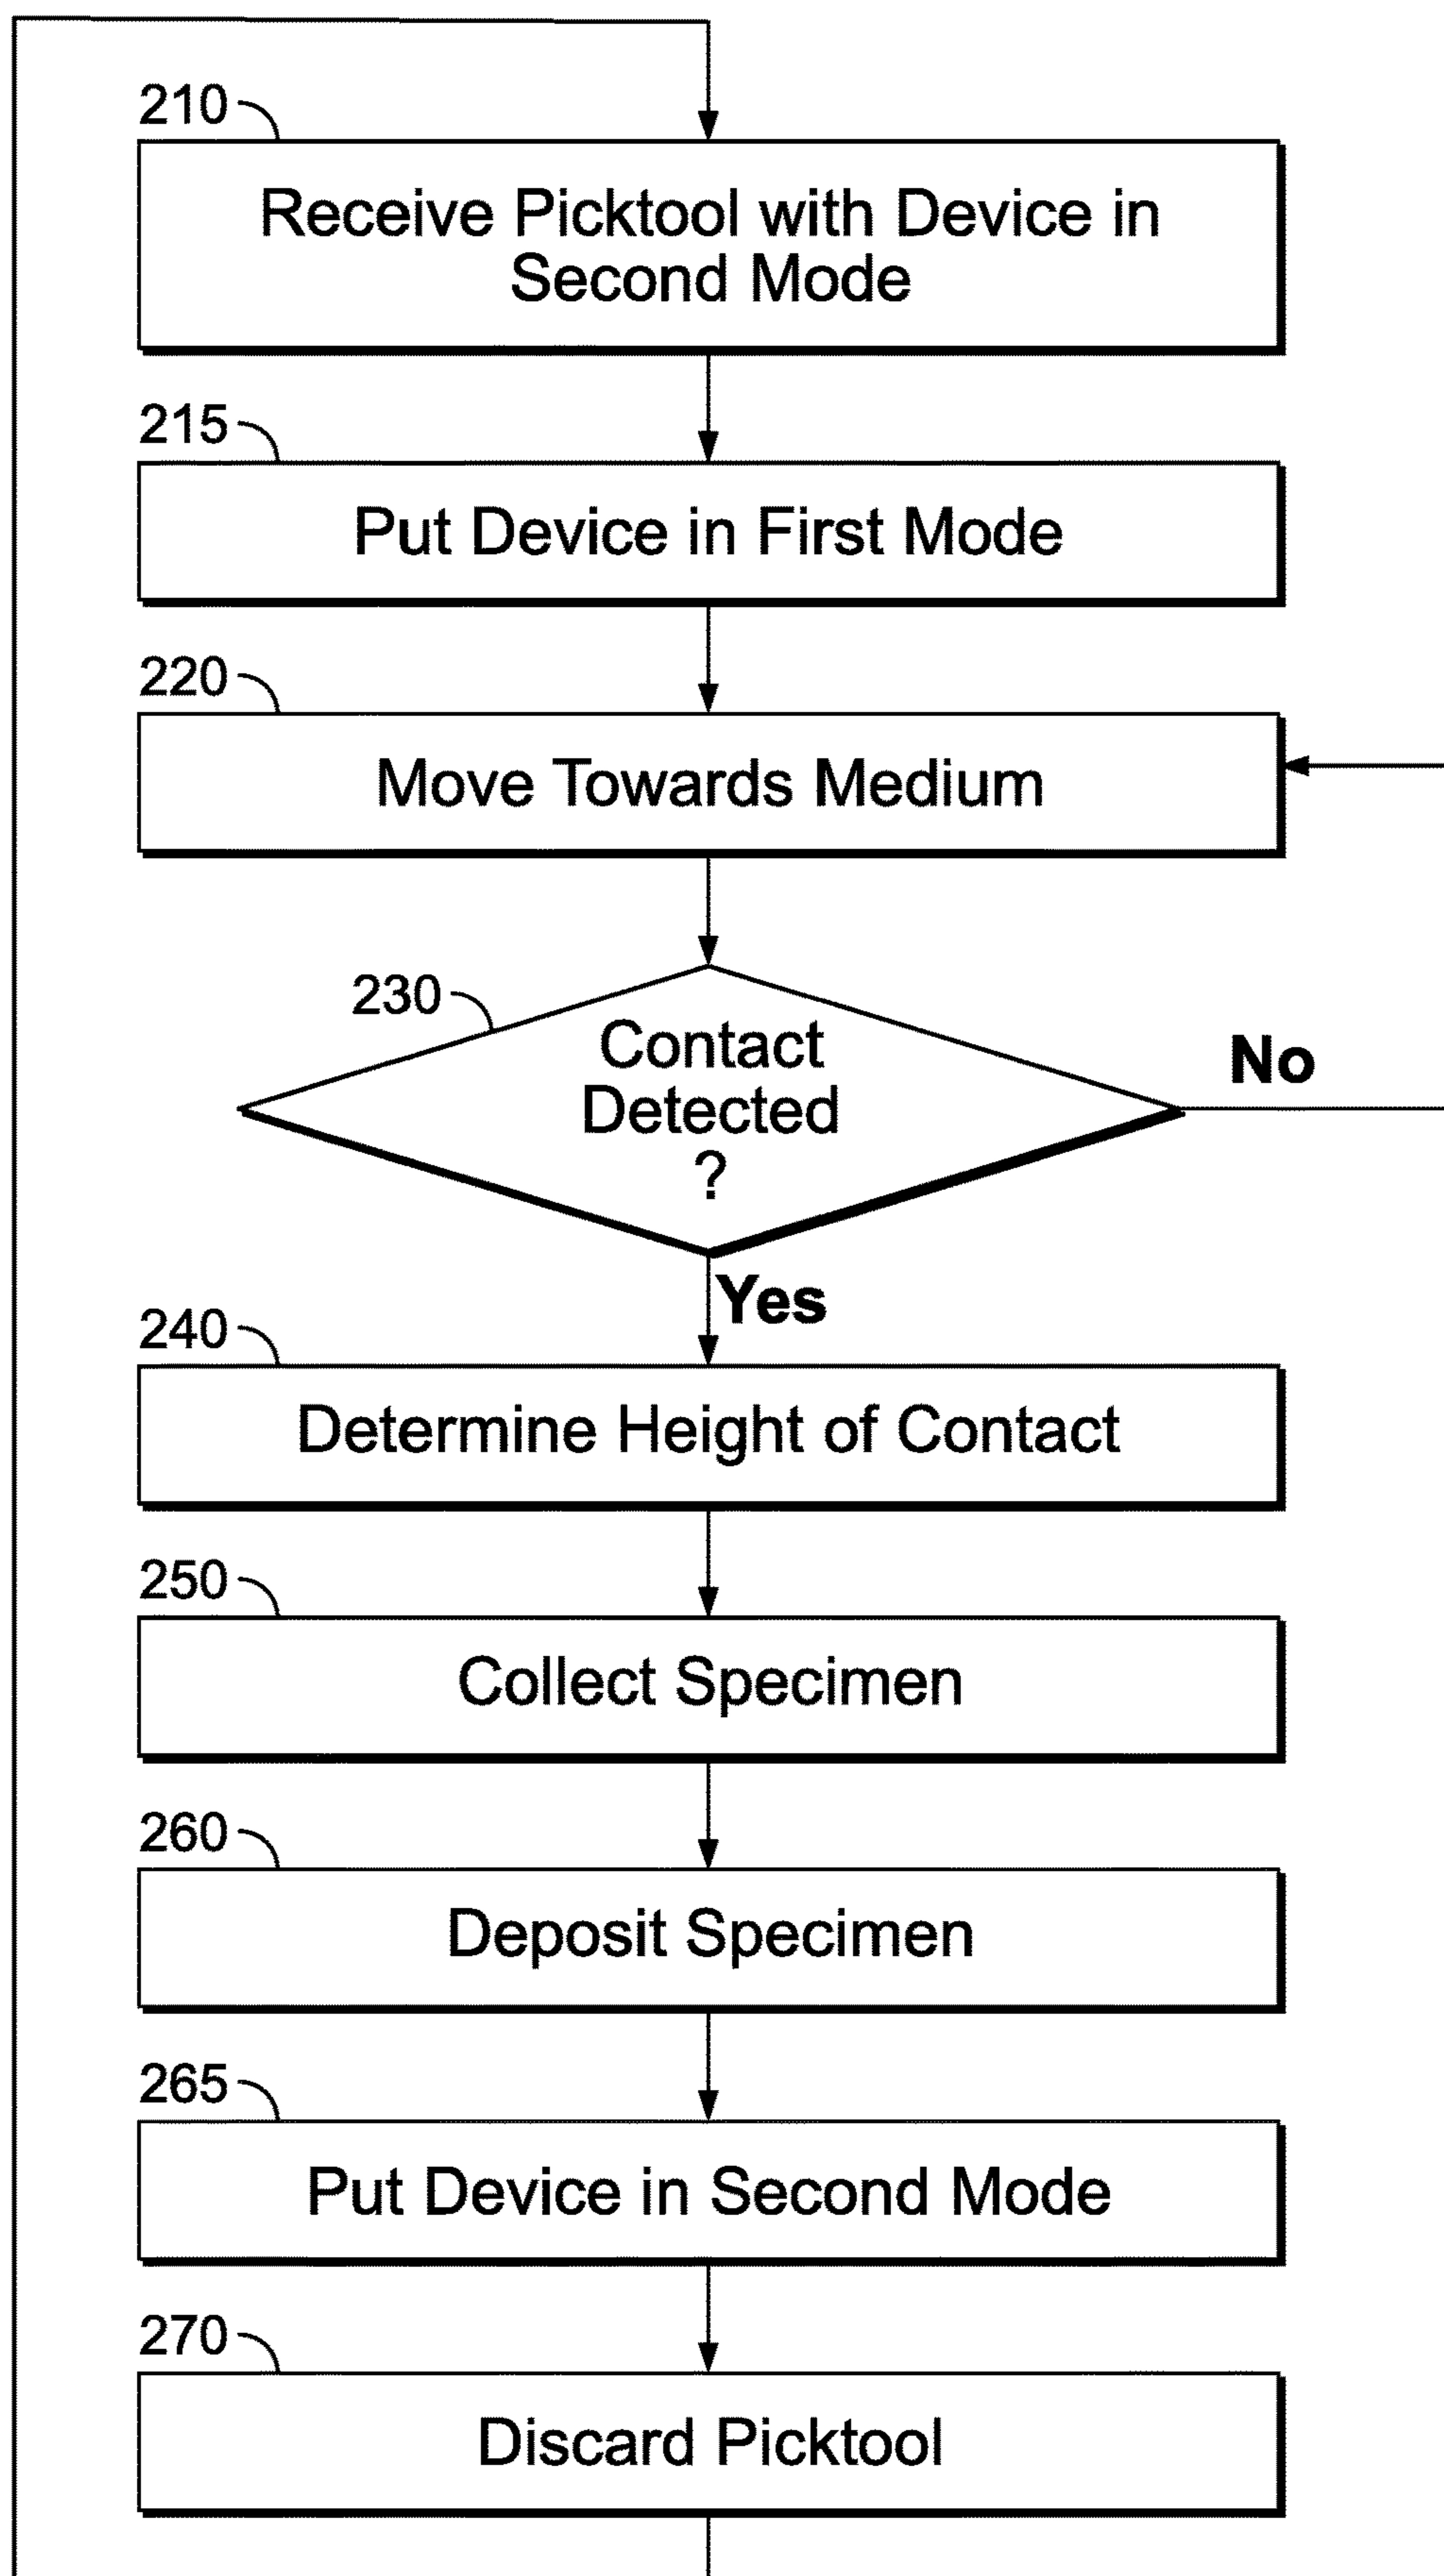 210
Receive Picktool with Device in
Second Mode
215
Put Device in First Mode
220
Move Towards Medium
230
Contact
Detected
?
No
Yes
240
Determine Height of Contact
250
Collect Specimen
260
Deposit Specimen
265
Put Device in Second Mode
270
Discard Picktool